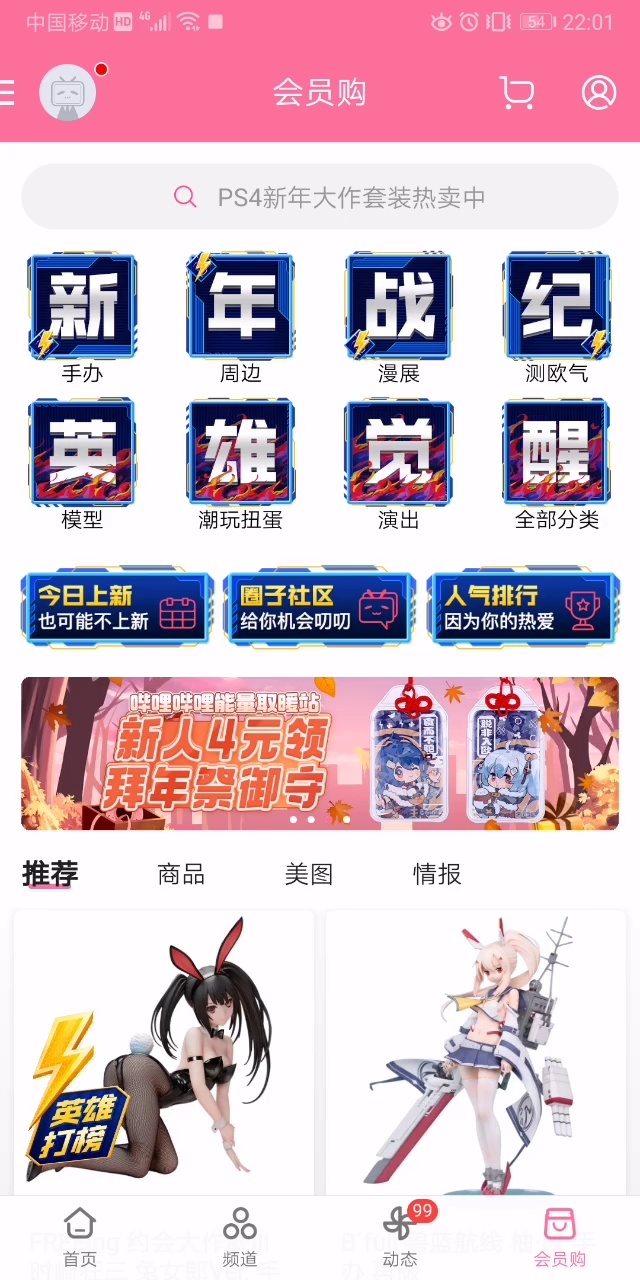 中国移动 HD 4G 54 22:01
会员购
PS4新年大作套装热卖中
新 年 战 纪
手办 周边 漫展 测欧气
英 雄 觉 醒
模型 潮玩扭蛋 演出 全部分类
今日上新 圈子社区 人气排行
也可能不上新 给你机会叨叨 因为你的热爱
哔哩哔哩能量取暖站
新人4元领
拜年祭御守
推荐 商品 美图 情报
英雄
打榜
99
首页 频道 动态 会员购